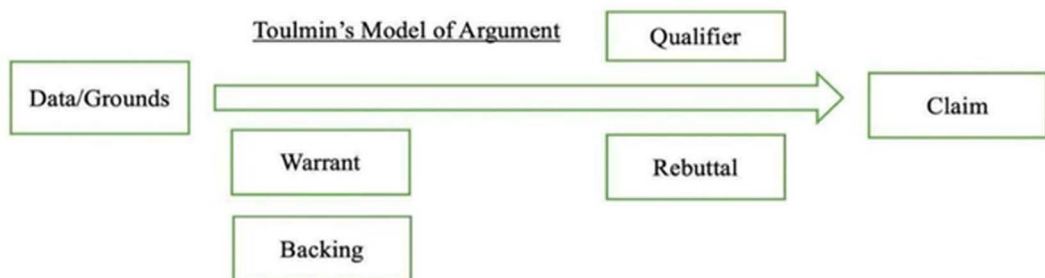 Toulmin's Model of Argument
Qualifier
Data/Grounds
Claim
Warrant
Rebuttal
Backing